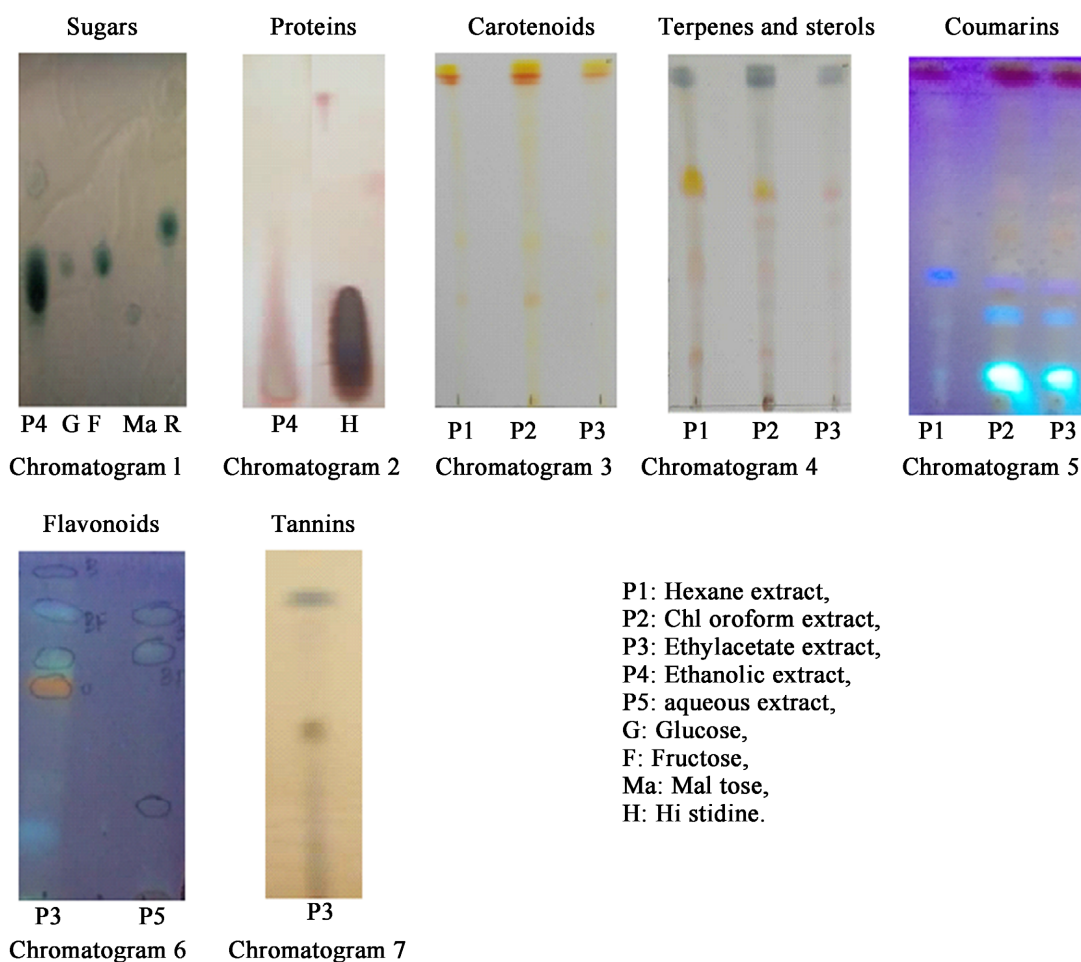 Sugars
Proteins
Carotenoids
Terpenes and sterols
Coumarins
P4 G F Ma R
P4 H
P1 P2 P3
P1 P2 P3
P1 P2 P3
Chromatogram 1
Chromatogram 2
Chromatogram 3
Chromatogram 4
Chromatogram 5
Flavonoids
Tannins
BF
P3 P5
P3
Chromatogram 6
Chromatogram 7
P1: Hexane extract,
P2: Chl oroform extract,
P3: Ethylacetate extract,
P4: Ethanolic extract,
P5: aqueous extract,
G: Glucose,
F: Fructose,
Ma: Mal tose,
H: Hi stidine.